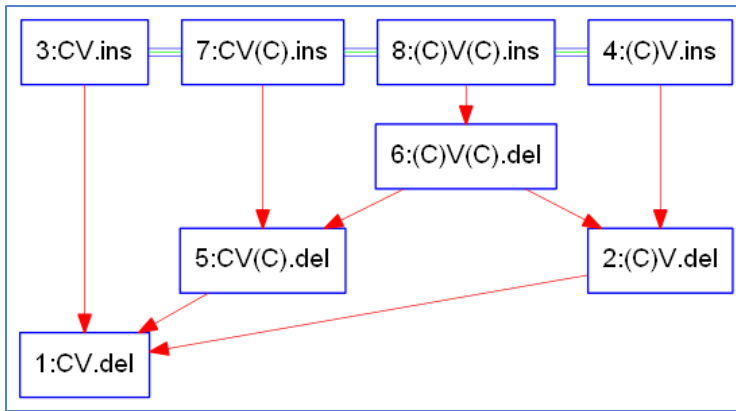 3:CV.ins
7:CV(C).ins
8:(C)V(C).ins
4:(C)V.ins
6:(C)V(C).del
5:CV(C).del
2:(C)V.del
1:CV.del